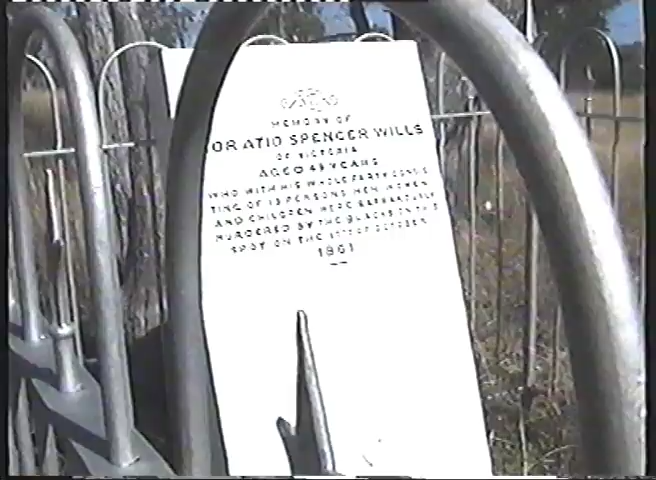 MEMORY OF
ORATIO SPENCER WILLS
OF VICTORIA
AGED 49 YEARS
WHO WITH HIS WHOLE PARTY CONSIS
TING OF 19 PERSONS MEN WOMEN
AND CHILDREN WERE BARBAROUSLY
MURDERED BY THE BLACKS ON THIS
SPOT ON THE 17TH OF OCTOBER
1861